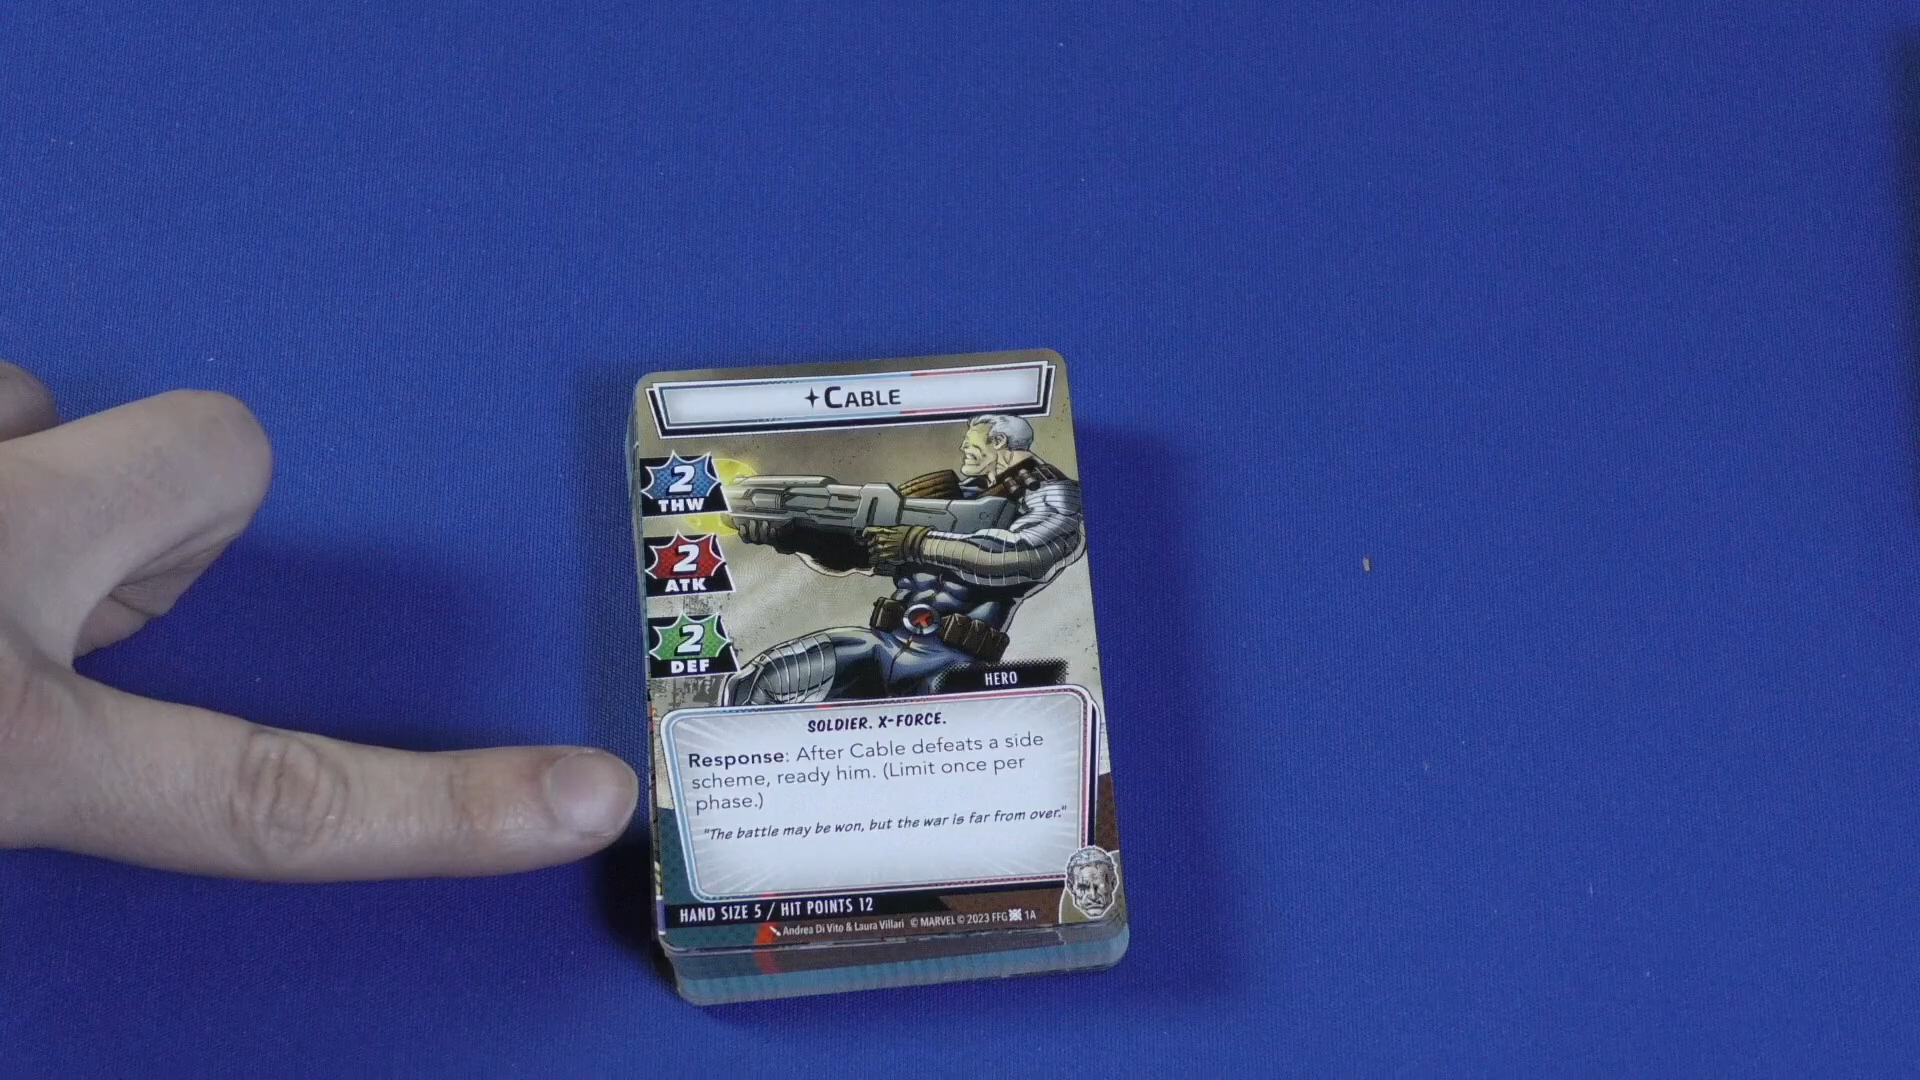 CABLE
2
THW
2
ATK
2
DEF
HERO
SOLDIER. X-FORCE.
Response: After Cable defeats a side
scheme, ready him. (Limit once per
phase.)
"The battle may be won, but the war is far from over."
HAND SIZE 5 / HIT POINTS 12
Andrea Di Vito & Laura Villari © MARVEL © 2023 FFG 1A